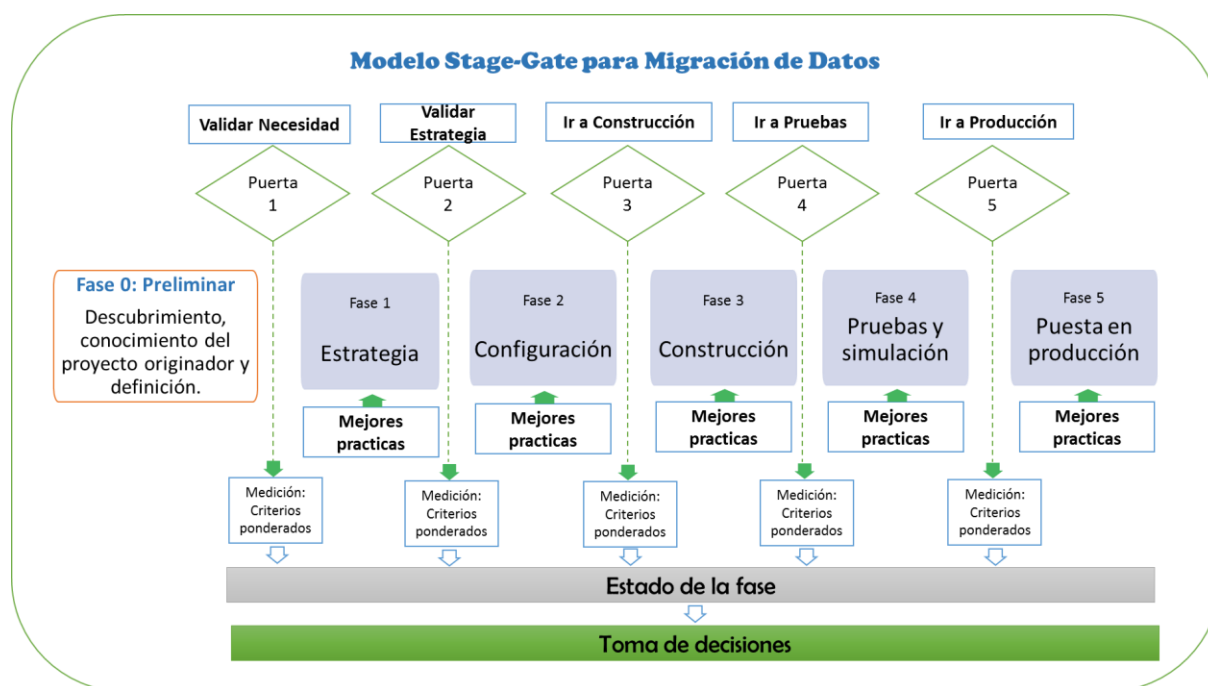 Modelo Stage-Gate para Migración de Datos
Validar Necesidad
Validar
Estrategia
Ir a Construcción
Ir a Pruebas
Ir a Producción
Puerta
1
Puerta
2
Puerta
3
Puerta
4
Puerta
5
Fase 0: Preliminar
Descubrimiento,
conocimiento del
proyecto originador y
definición.
Fase 1
Estrategia
Fase 2
Configuración
Fase 3
Construcción
Fase 4
Pruebas y
simulación
Fase 5
Puesta en
producción
Mejores
practicas
Mejores
practicas
Mejores
practicas
Mejores
practicas
Mejores
practicas
Medición:
Criterios
ponderados
Medición:
Criterios
ponderados
Medición:
Criterios
ponderados
Medición:
Criterios
ponderados
Medición:
Criterios
ponderados
Estado de la fase
Toma de decisiones